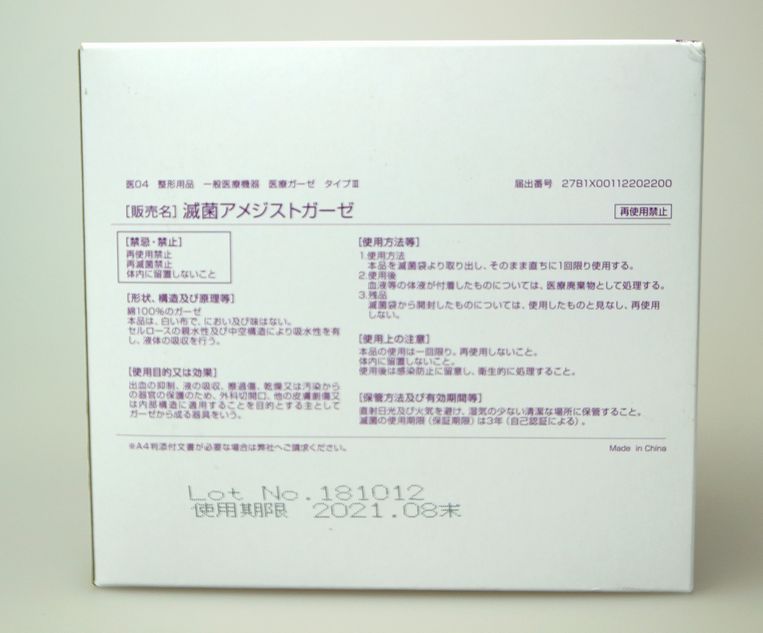 医04 整形用品 一般医療機器 医療ガーゼ タイプⅢ
届出番号 27B1X00112202200
[販売名] 滅菌アメジストガーゼ
再使用禁止
[禁忌・禁止]
再使用禁止
再滅菌禁止
体内に留置しないこと
[形状、構造及び原理等]
綿100%のガーゼ
本品は、白い布で、におい及び味はない。
セルロースの親水性及び中空構造により吸水性を有
し、液体の吸収を行う。
[使用目的又は効果]
出血の抑制、液の吸収、擦過傷、乾燥又は汚染から
の器官の保護のため、外科切開口、他の皮膚創傷又
は内部構造に適用することを目的とする主として
ガーゼから成る器具をいう。
[使用方法等]
1.使用方法
本品を滅菌袋より取り出し、そのまま直ちに1回限り使用する。
2.使用後
血液等の体液が付着したものについては、医療廃棄物として処理する。
3.残品
滅菌袋から開封したものについては、使用したものと見なし、再使用
しない。
[使用上の注意]
本品の使用は一回限り。再使用しないこと。
体内に留置しないこと。
使用後は感染防止に留意し、衛生的に処理すること。
[保管方法及び有効期間等]
直射日光及び火気を避け、湿気の少ない清潔な場所に保管すること。
滅菌の使用期限（保証期限）は3年（自己認証による）。
※A4判添付文書が必要な場合は弊社へご請求ください。
Made in China
Lot No.181012
使用期限 2021.08末